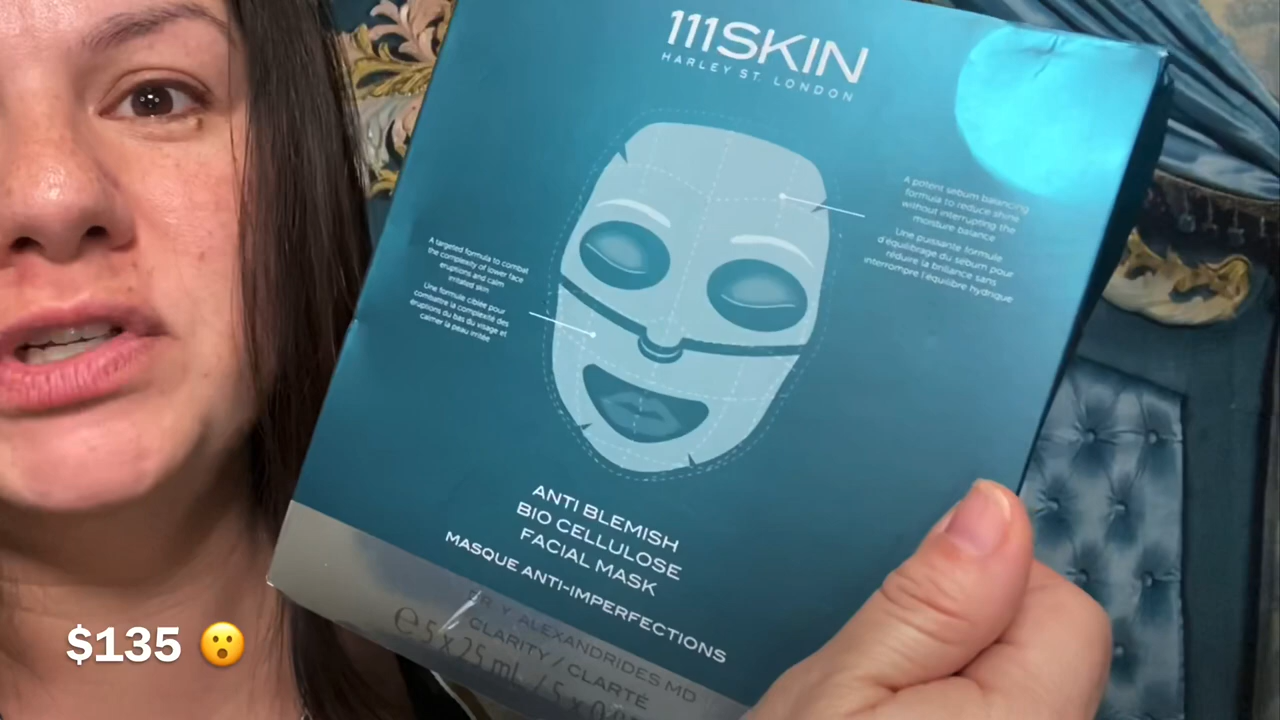 111SKIN
HARLEY ST. LONDON
A potent sebum balancing
formula to reduce shine
without interrupting the
moisture balance
Une puissante formule
d'équilibrage du sébum pour
réduire la brillance sans
interrompre l'équilibre hydrique
A targeted formula to combat
the complexity of lower face
eruptions and calm
irritated skin
Une formule ciblée pour
combattre la complexité des
éruptions du bas du visage et
calmer la peau irritée
ANTI BLEMISH
BIO CELLULOSE
FACIAL MASK
MASQUE ANTI-IMPERFECTIONS
DR. Y ALEXANDRIDES MD
CLARITY / CLARTÉ
℮ 5 x 25 mL / 5 x
$135 😮